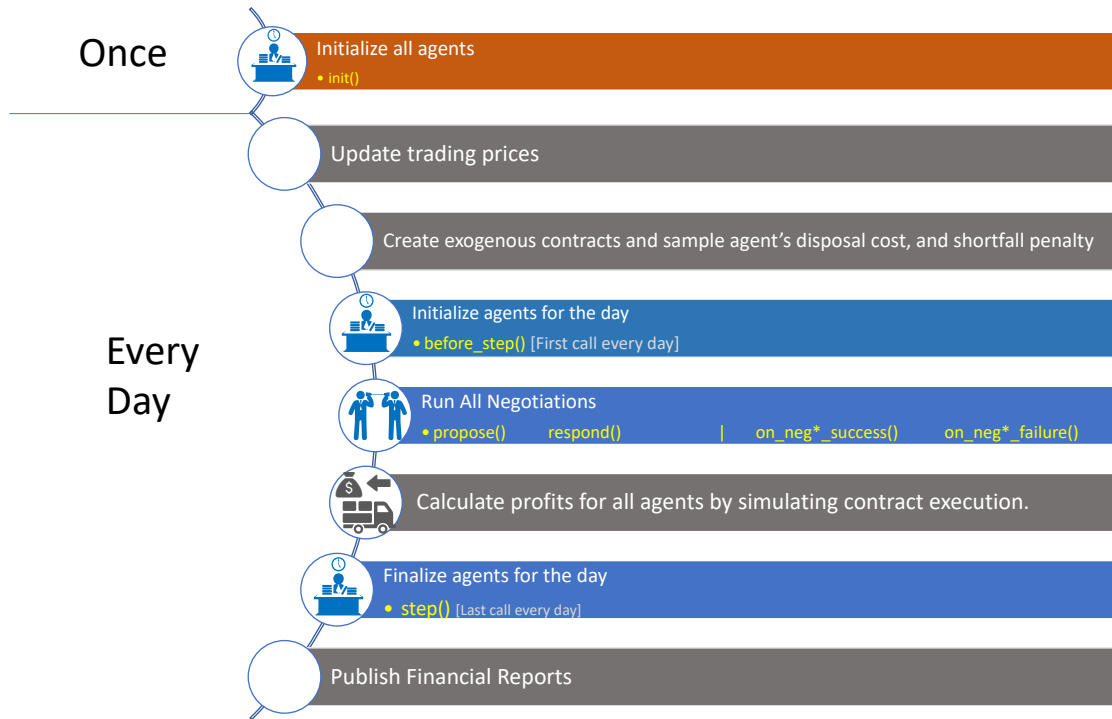 Once
Initialize all agents
• init()
Update trading prices
Create exogenous contracts and sample agent’s disposal cost, and shortfall penalty
Initialize agents for the day
• before_step() [First call every day]
Every
Day
Run All Negotiations
• propose() respond() | on_neg*_success() on_neg*_failure()
$
Calculate profits for all agents by simulating contract execution.
Finalize agents for the day
• step() [Last call every day]
Publish Financial Reports